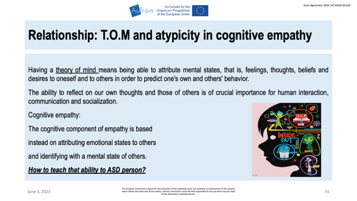 Co-funded by the
Erasmus+ Programme
of the European Union
Relationship: T.O.M and atypicity in cognitive empathy
Having a theory of mind means being able to attribute mental states, that is, feelings, thoughts, beliefs and
desires to oneself and to others in order to predict one's own and others' behavior.
The ability to reflect on our own thoughts and those of others is of crucial importance for human interaction,
communication and socialization.
Cognitive empathy:
The cognitive component of empathy is based
instead on attributing emotional states to others
and identifying with a mental state of others.
How to teach that ability to ASD person?
INSIDE OUT
June 3, 2021
31